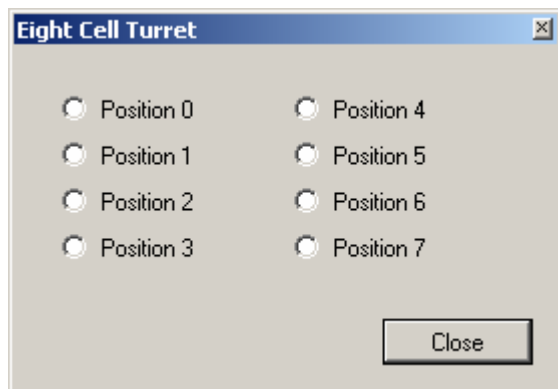 Eight Cell Turret
Position 0
Position 1
Position 2
Position 3
Position 4
Position 5
Position 6
Position 7
Close